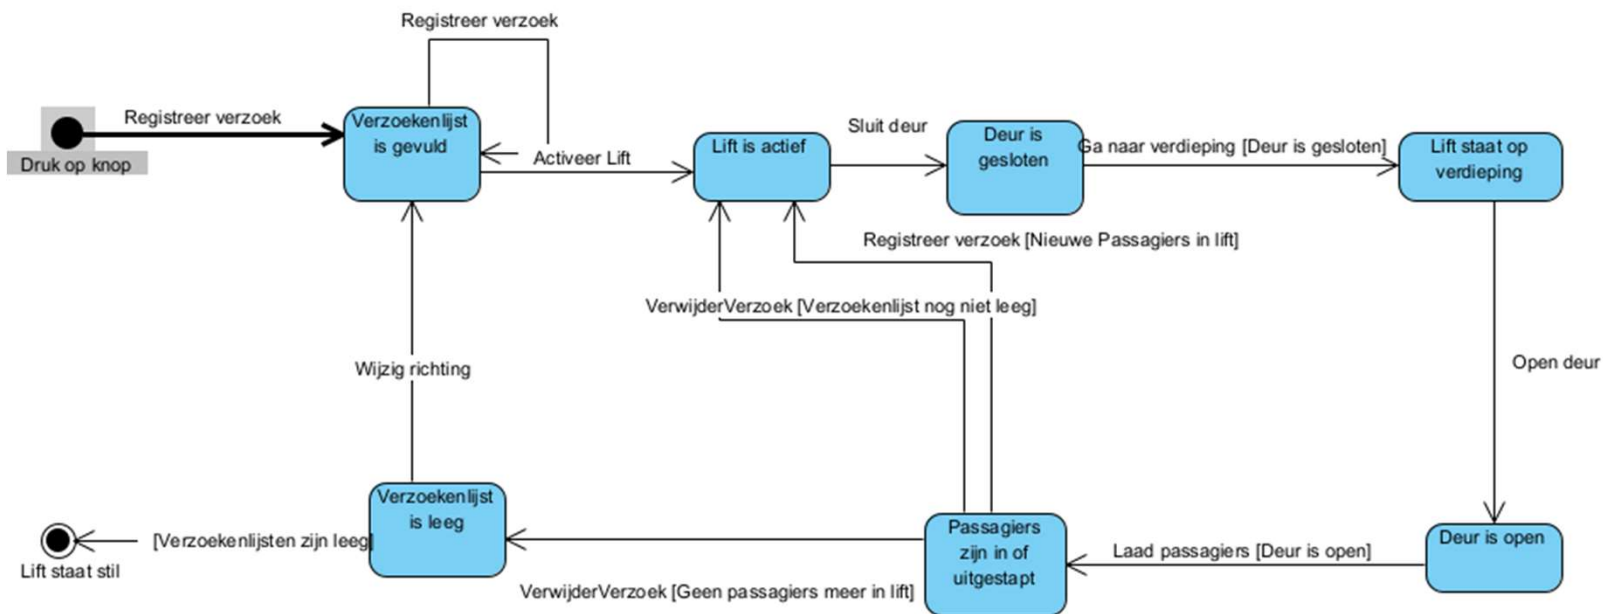 Registreer verzoek
Registreer verzoek
Druk op knop
Verzoekenlijst
is gevuld
Activeer Lift
Lift is actief
Sluit deur
Deur is
gesloten
Ga naar verdieping [Deur is gesloten]
Lift staat op
verdieping
Registreer verzoek [Nieuwe Passagiers in lift]
VerwijderVerzoek [Verzoekenlijst nog niet leeg]
Wijzig richting
Open deur
Verzoekenlijst
is leeg
[Verzoekenlijsten zijn leeg]
Lift staat stil
Passagiers
zijn in of
uitgestapt
Laad passagiers [Deur is open]
Deur is open
VerwijderVerzoek [Geen passagiers meer in lift]